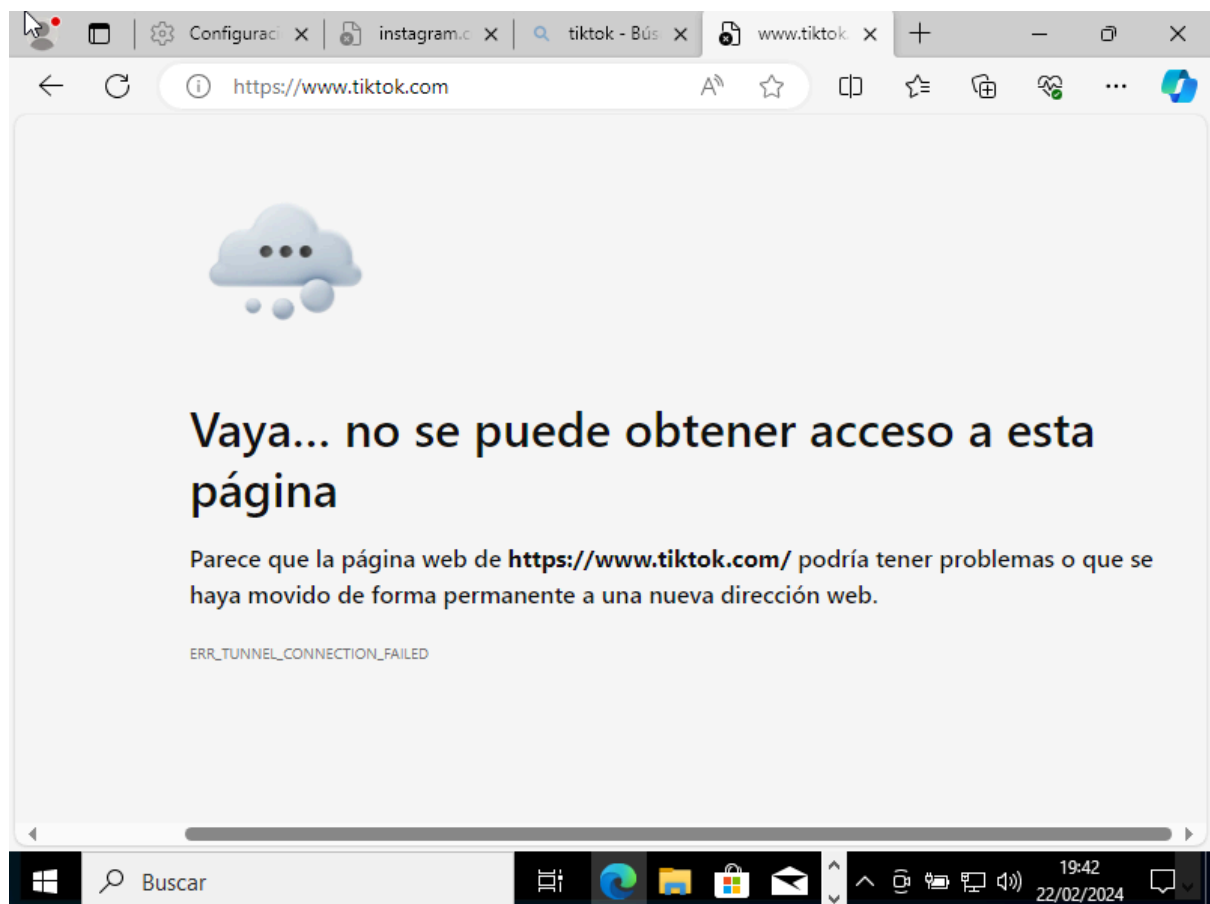 Configuraci
instagram.c
tiktok - Bús
www.tiktok.
https://www.tiktok.com
Vaya... no se puede obtener acceso a esta
página
Parece que la página web de https://www.tiktok.com/ podría tener problemas o que se
haya movido de forma permanente a una nueva dirección web.
ERR_TUNNEL_CONNECTION_FAILED
Buscar
19:42
22/02/2024